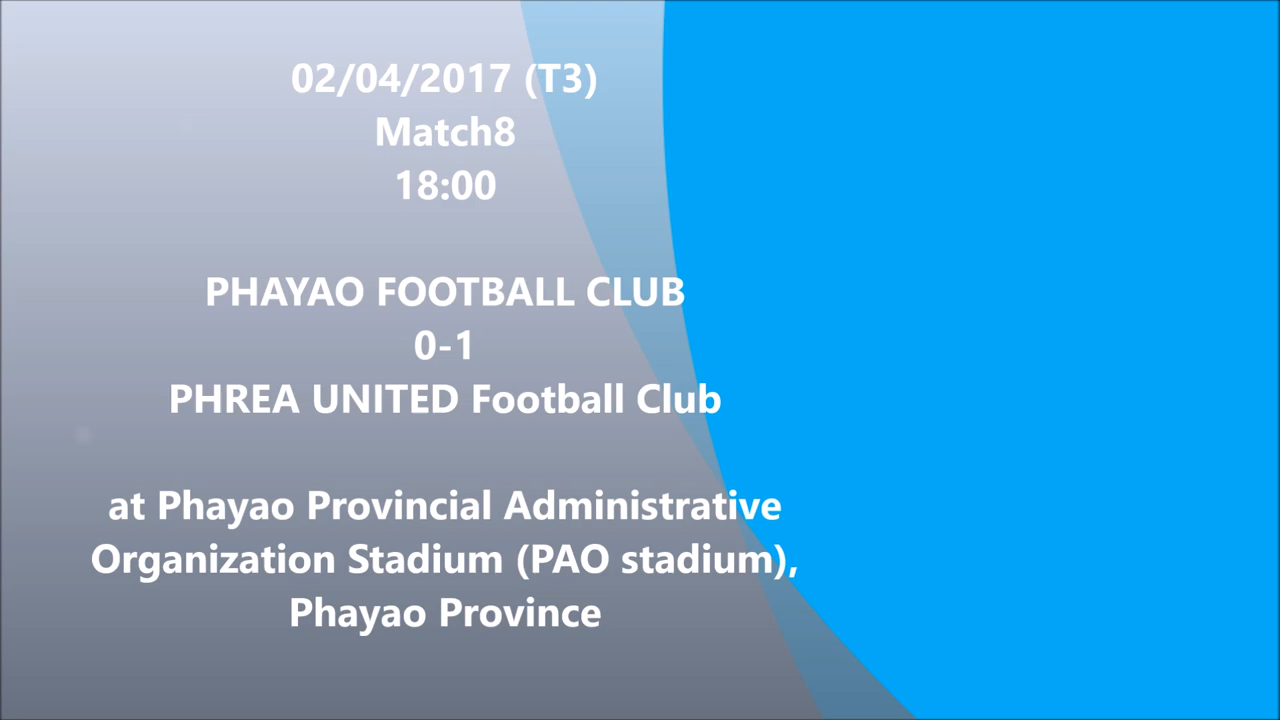 02/04/2017 (T3)
Match8
18:00
PHAYAO FOOTBALL CLUB
0-1
PHREA UNITED Football Club
at Phayao Provincial Administrative
Organization Stadium (PAO stadium),
Phayao Province